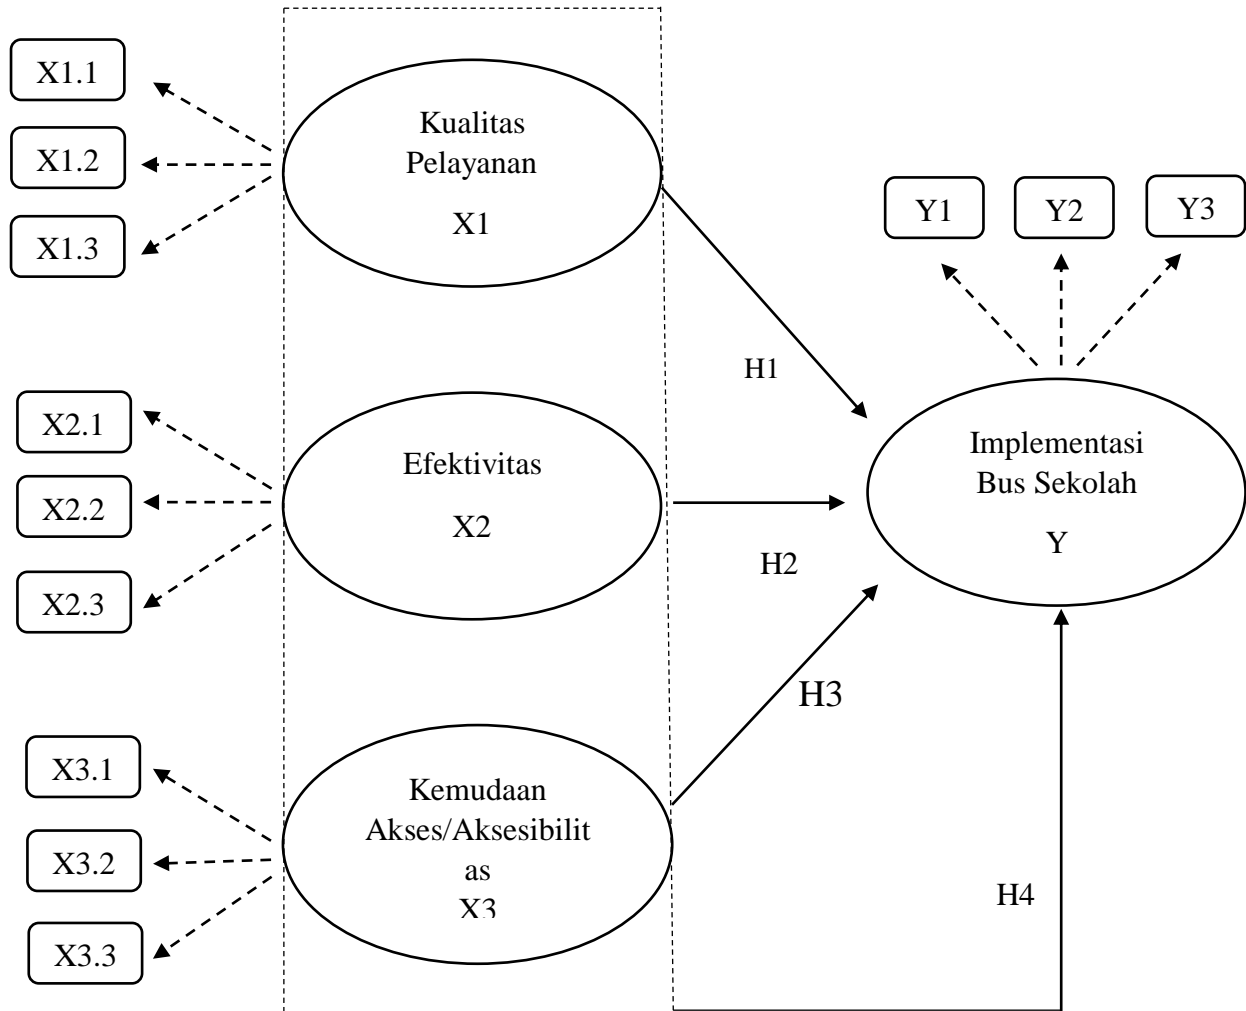 X1.1
X1.2
X1.3
Kualitas
Pelayanan
X1
Y1
Y2
Y3
H1
X2.1
X2.2
X2.3
Efektivitas
X2
H2
Implementasi
Bus Sekolah
Y
H3
X3.1
X3.2
X3.3
Kemudaan
Akses/Aksesibilit
as
X3
H4